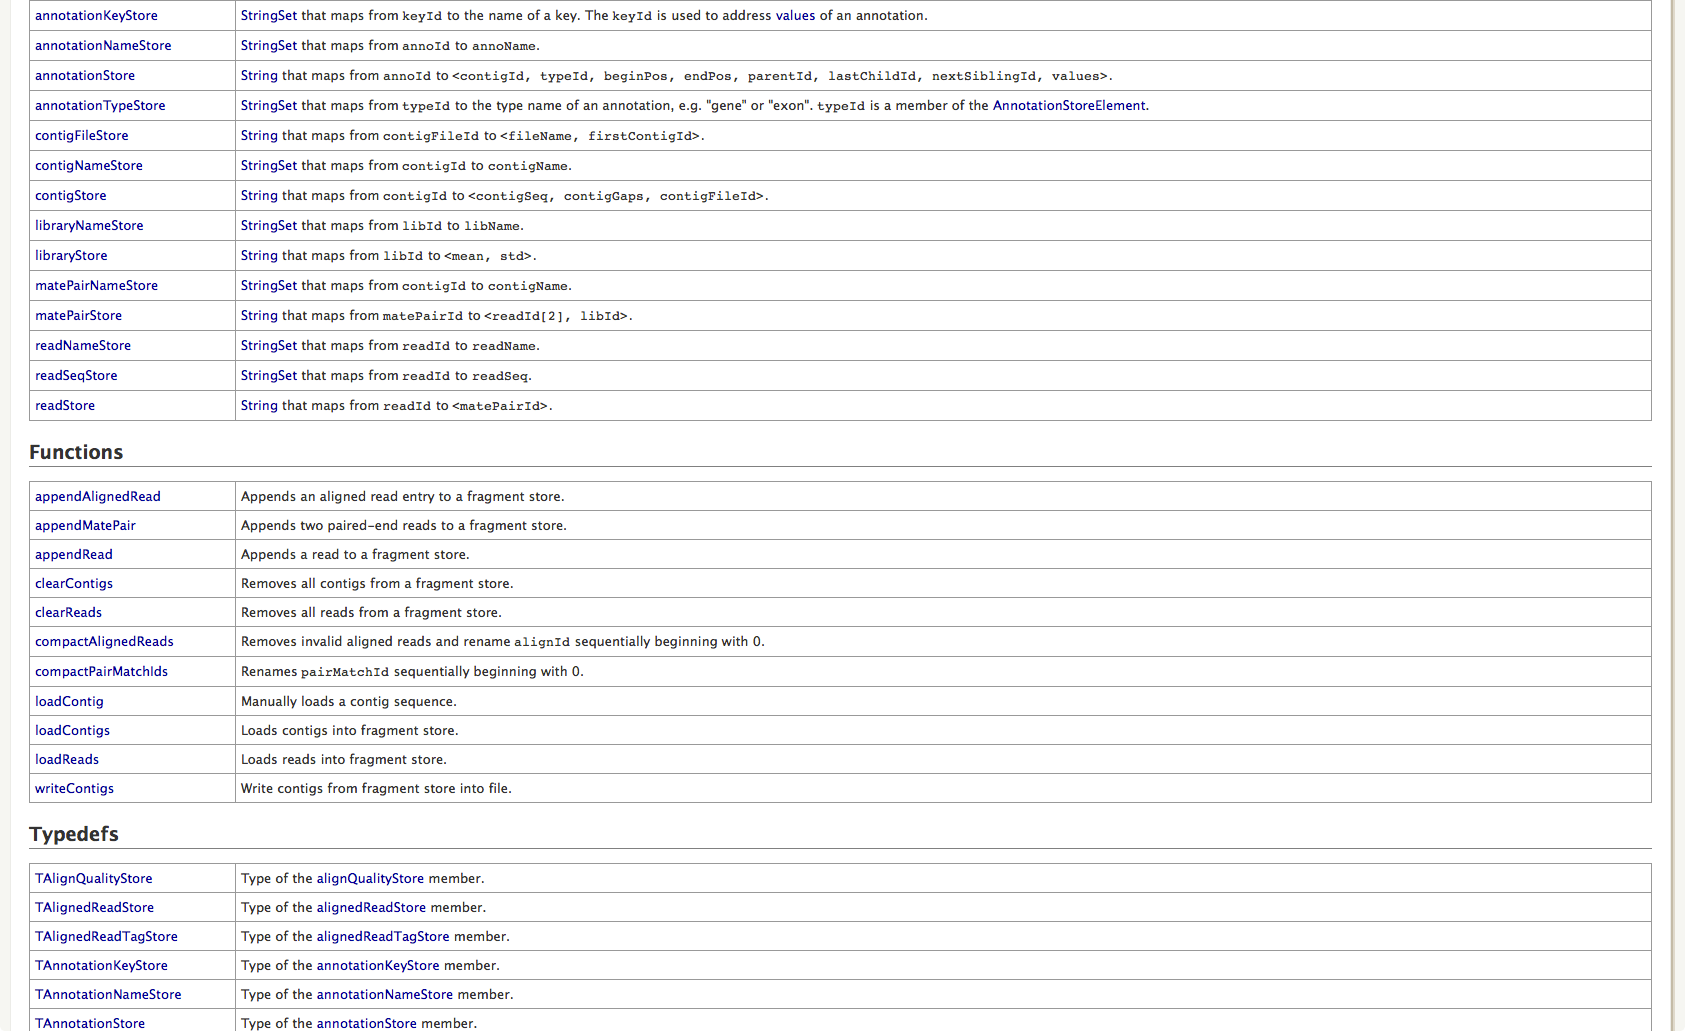 annotationKeyStore StringSet that maps from keyId to the name of a key. The keyId is used to address values of an annotation.
annotationNameStore StringSet that maps from annoId to annoName.
annotationStore String that maps from annoId to <contigId, typeId, beginPos, endPos, parentId, lastChildId, nextSiblingId, values>.
annotationTypeStore StringSet that maps from typeId to the type name of an annotation, e.g. "gene" or "exon". typeId is a member of the AnnotationStoreElement.
contigFileStore String that maps from contigFileId to <fileName, firstContigId>.
contigNameStore StringSet that maps from contigId to contigName.
contigStore String that maps from contigId to <contigSeq, contigGaps, contigFileId>.
libraryNameStore StringSet that maps from libId to libName.
libraryStore String that maps from libId to <mean, std>.
matePairNameStore StringSet that maps from contigId to contigName.
matePairStore String that maps from matePairId to <readId[2], libId>.
readNameStore StringSet that maps from readId to readName.
readSeqStore StringSet that maps from readId to readSeq.
readStore String that maps from readId to <matePairId>.
Functions
appendAlignedRead Appends an aligned read entry to a fragment store.
appendMatePair Appends two paired-end reads to a fragment store.
appendRead Appends a read to a fragment store.
clearContigs Removes all contigs from a fragment store.
clearReads Removes all reads from a fragment store.
compactAlignedReads Removes invalid aligned reads and rename alignId sequentially beginning with 0.
compactPairMatchIds Renames pairMatchId sequentially beginning with 0.
loadContig Manually loads a contig sequence.
loadContigs Loads contigs into fragment store.
loadReads Loads reads into fragment store.
writeContigs Write contigs from fragment store into file.
Typedefs
TAlignQualityStore Type of the alignQualityStore member.
TAlignedReadStore Type of the alignedReadStore member.
TAlignedReadTagStore Type of the alignedReadTagStore member.
TAnnotationKeyStore Type of the annotationKeyStore member.
TAnnotationNameStore Type of the annotationNameStore member.
TAnnotationStore Type of the annotationStore member.